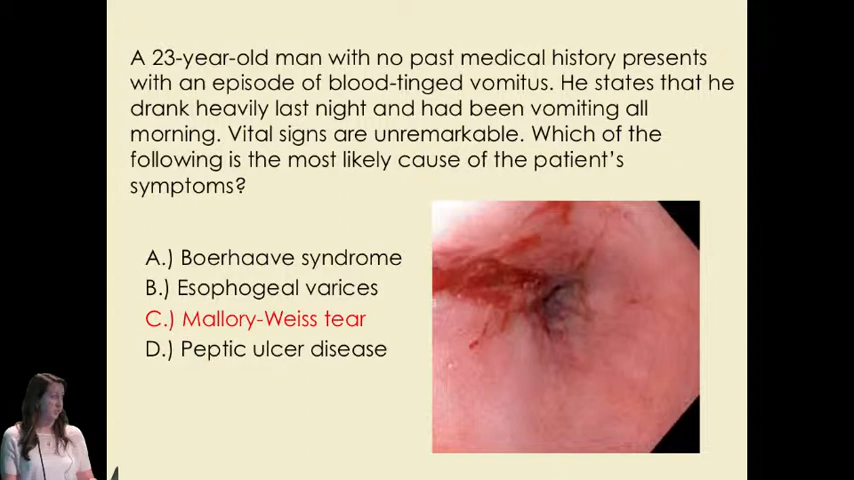 A 23-year-old man with no past medical history presents
with an episode of blood-tinged vomitus. He states that he
drank heavily last night and had been vomiting all
morning. Vital signs are unremarkable. Which of the
following is the most likely cause of the patient's
symptoms?
A.) Boerhaave syndrome
B.) Esophogeal varices
C.) Mallory-Weiss tear
D.) Peptic ulcer disease